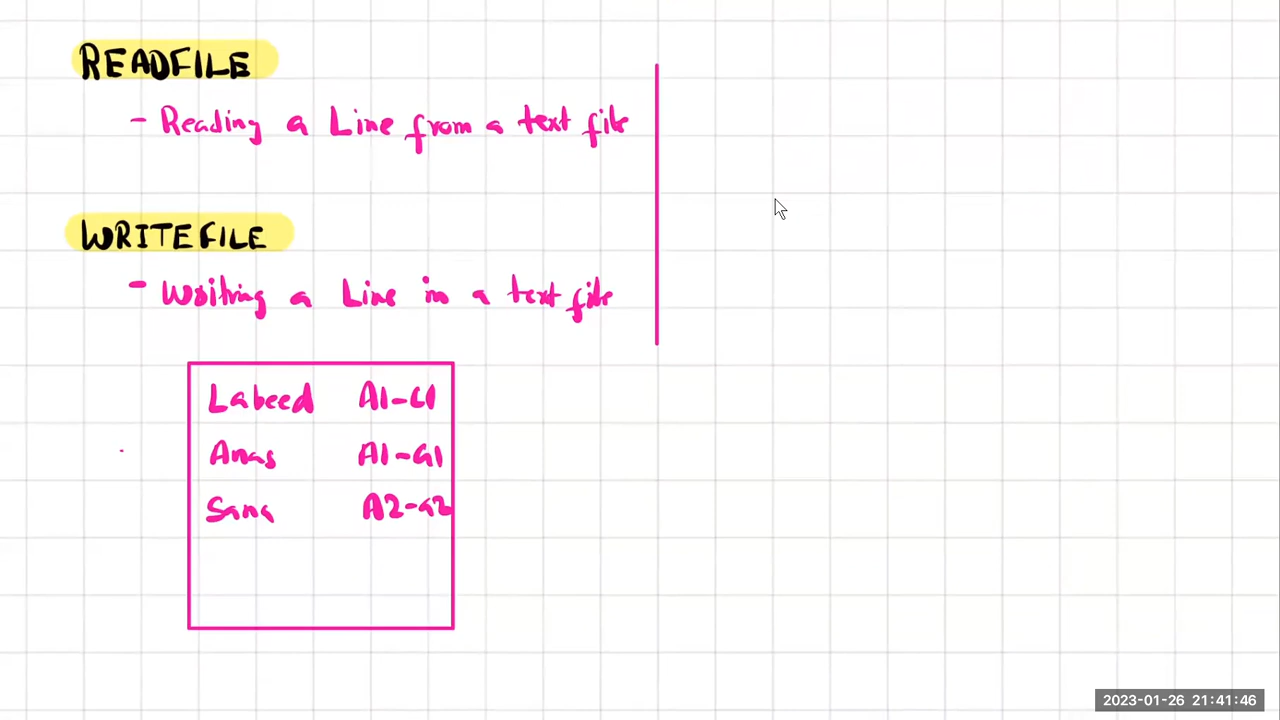 READFILE
- Reading a Line from a text file
WRITEFILE
- Writing a Line in a text file
Labeed A1-G1
Anas A1-G1
Sana A2-G2
2023-01-26 21:41:46